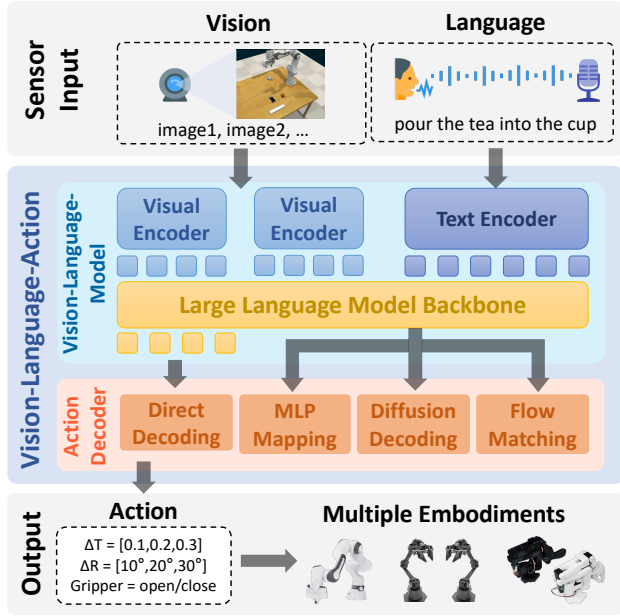 Sensor Input
Vision
Language
image1, image2, ...
pour the tea into the cup
Vision-Language-Action
Vision-Language-Model
Visual Encoder
Visual Encoder
Text Encoder
Large Language Model Backbone
Action Decoder
Direct Decoding
MLP Mapping
Diffusion Decoding
Flow Matching
Output
Action
ΔT = [0.1,0.2,0.3]
ΔR = [10°,20°,30°]
Gripper = open/close
Multiple Embodiments